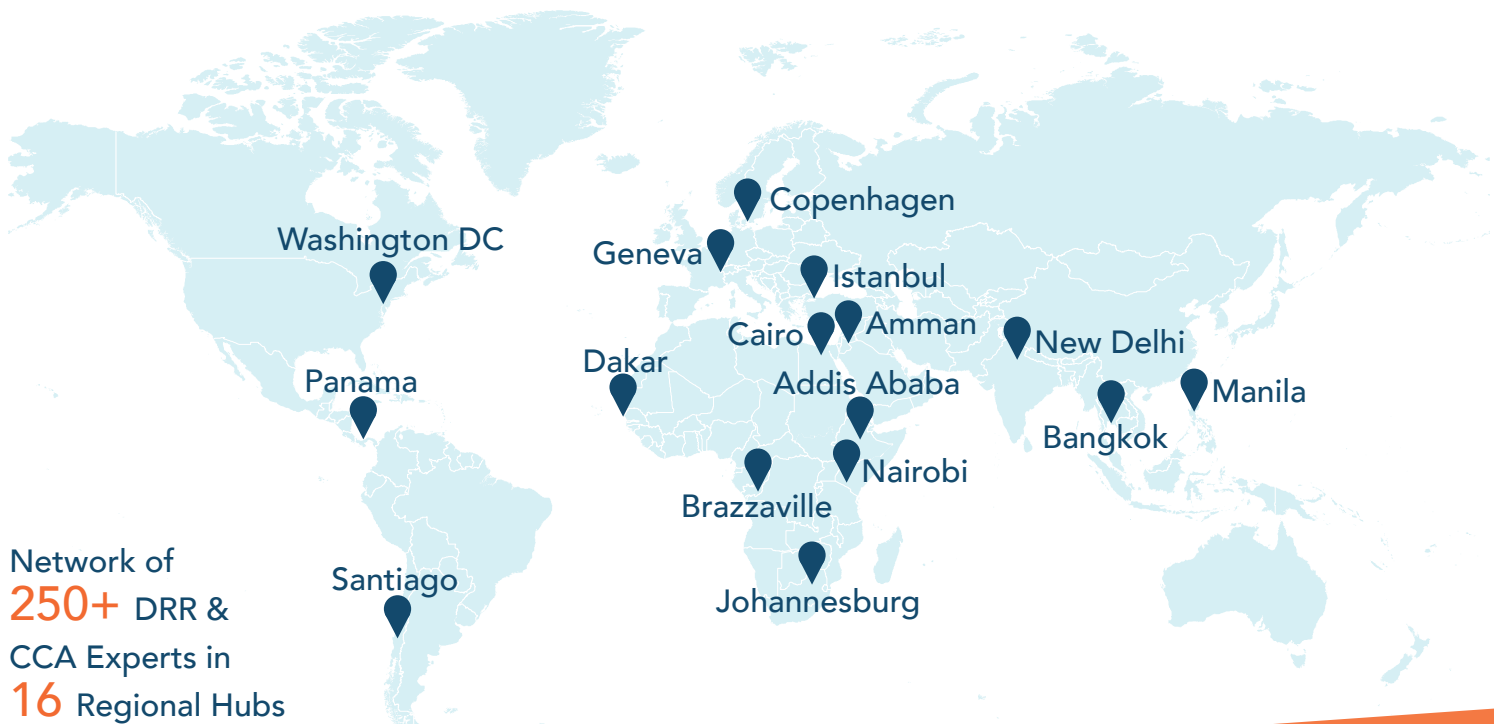 Copenhagen
Washington DC
Geneva
Istanbul
Cairo
Amman
New Delhi
Dakar
Panama
Addis Ababa
Manila
Bangkok
Nairobi
Brazzaville
Santiago
Johannesburg
Network of
250+ DRR &
CCA Experts in
16 Regional Hubs